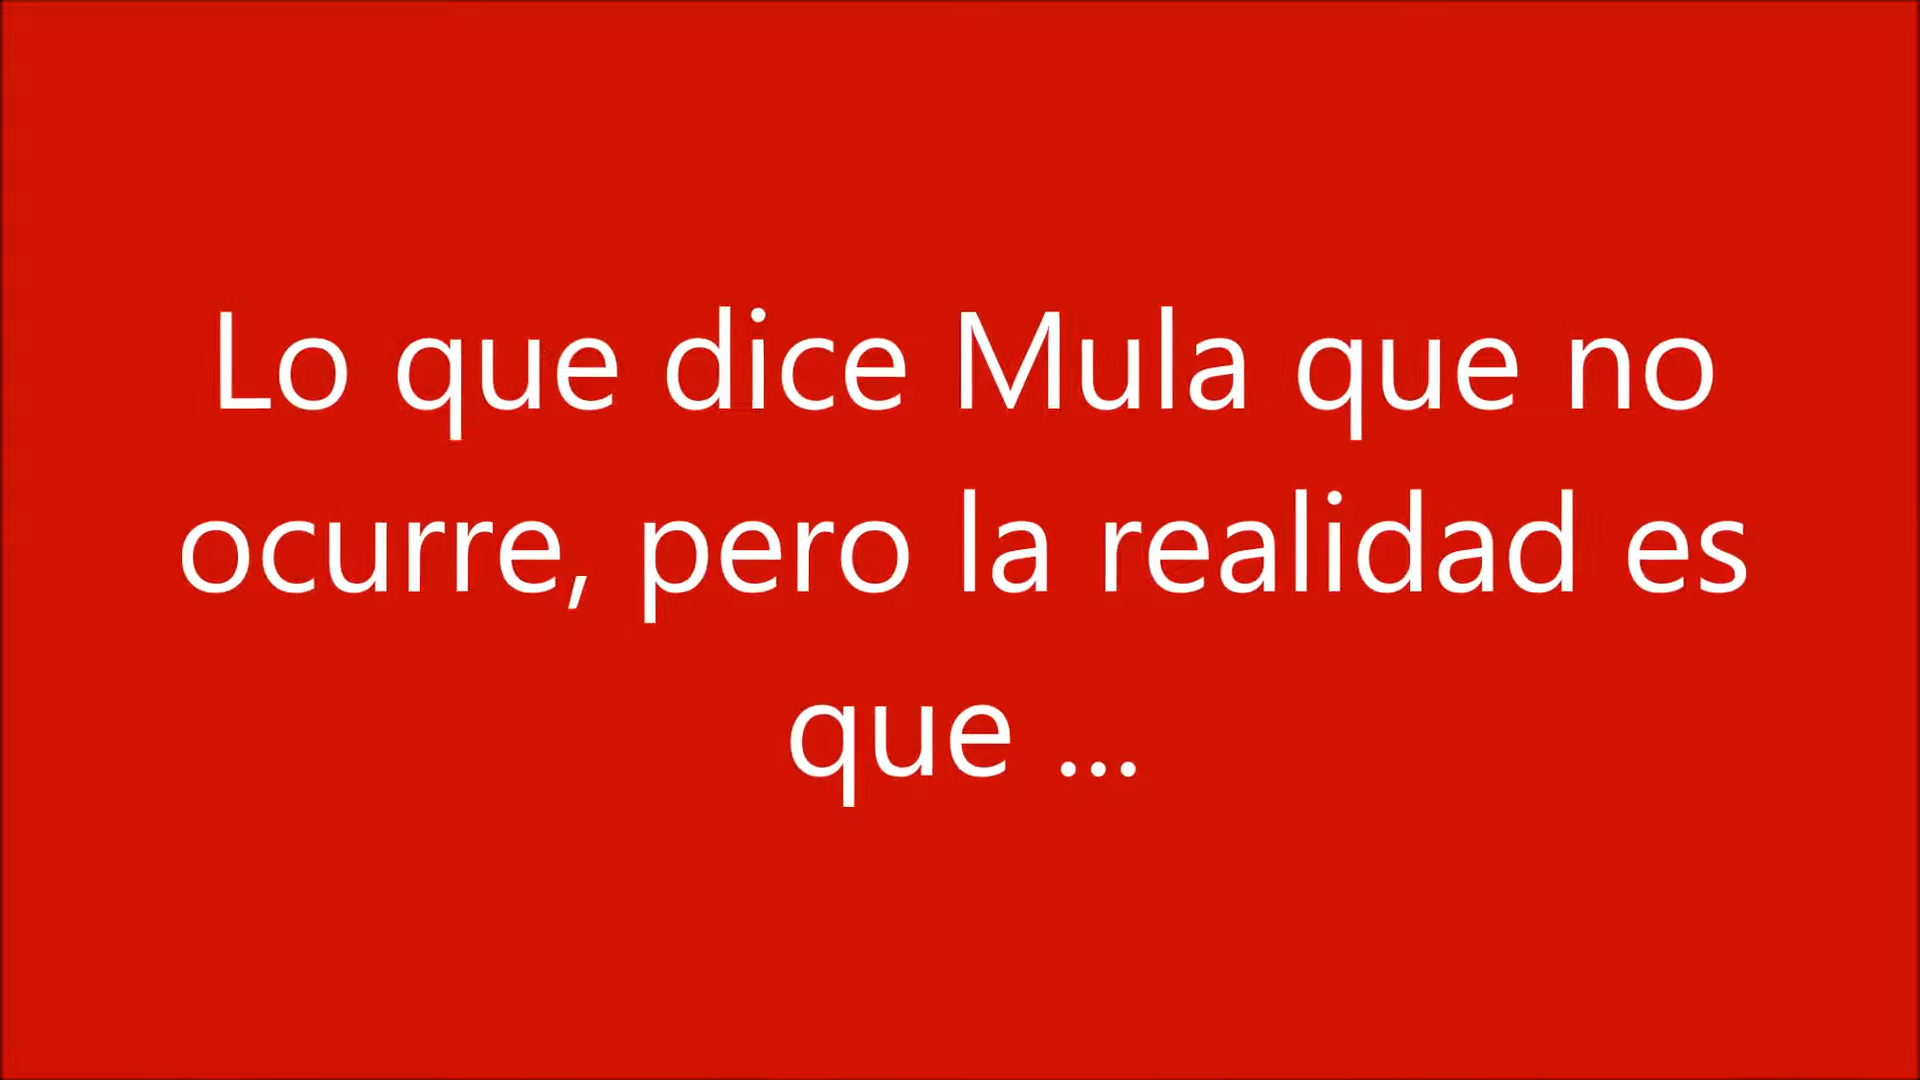 Lo que dice Mula que no
ocurre, pero la realidad es
que ...